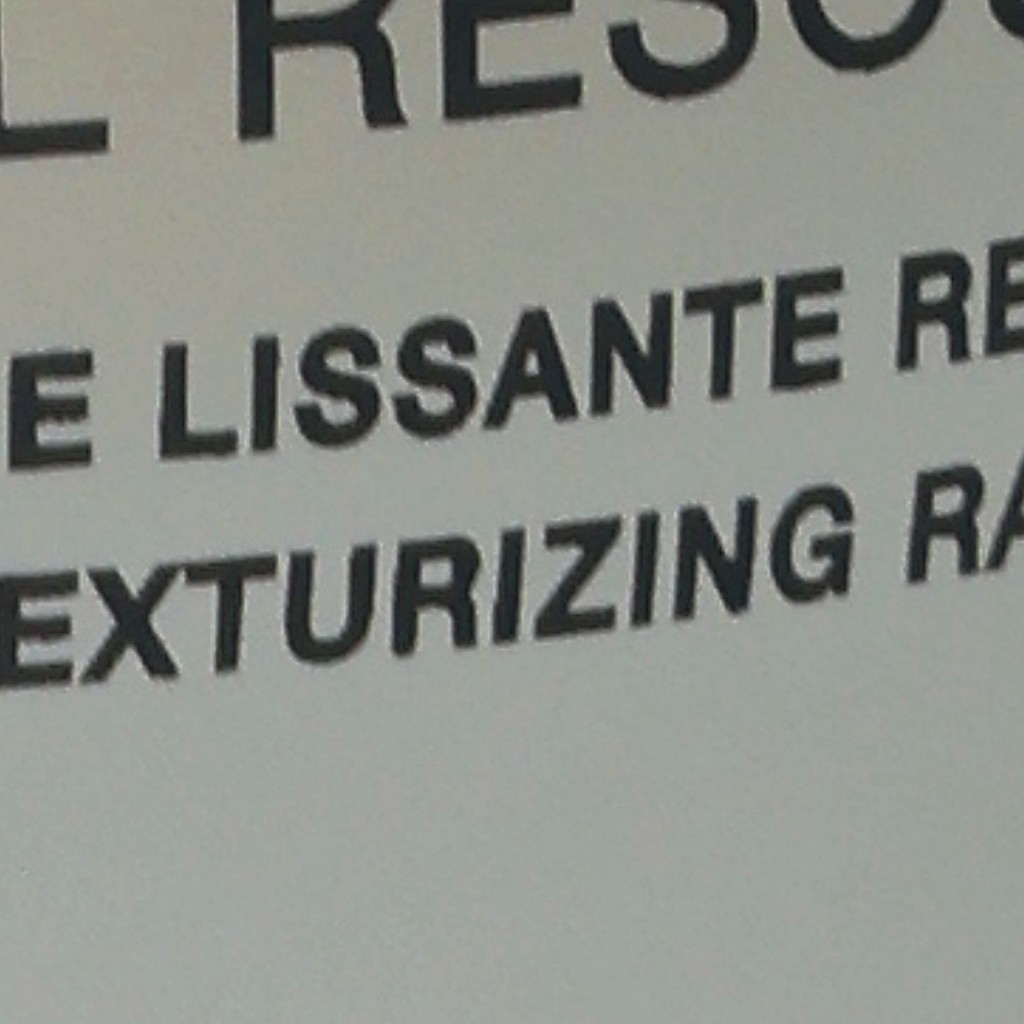 L RESO
E LISSANTE RE
EXTURIZING RA